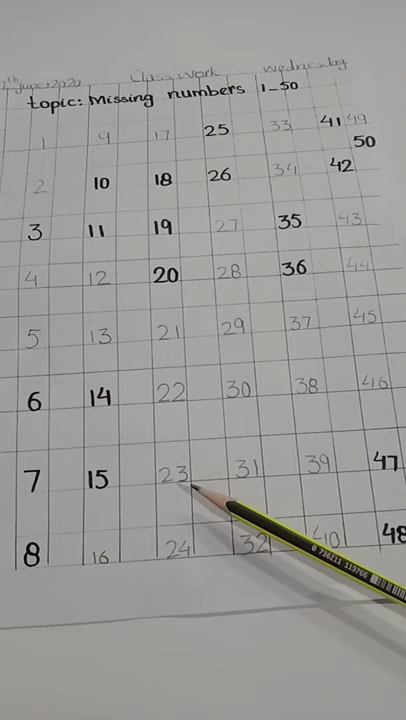 June, 2020 Class Work Wednesday
topic: Missing numbers 1-50
1 9 17 25 33 41 49
50
2 10 18 26 34 42
3 11 19 27 35 43
4 12 20 28 36 44
5 13 21 29 37 45
6 14 22 30 38 46
7 15 23 31 39 47
8 16 24 32 40 48
0 736211 119766